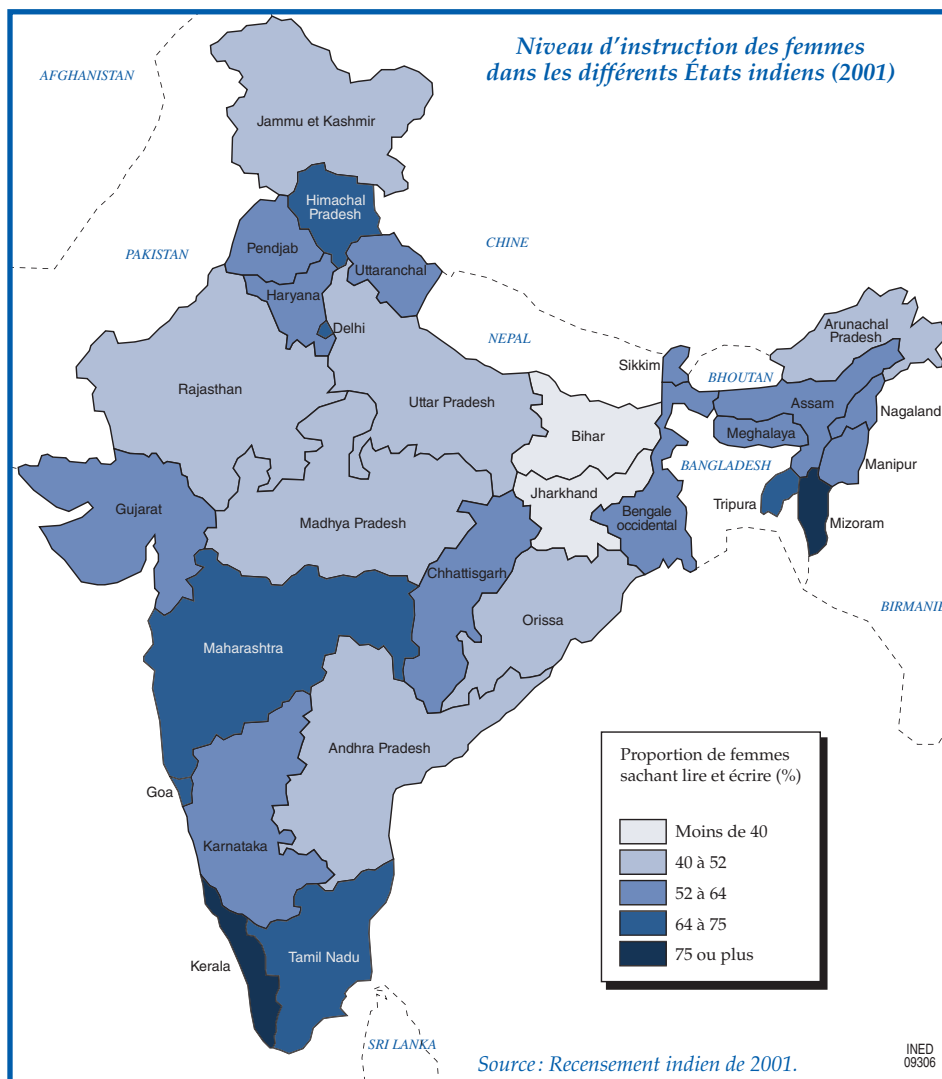 Niveau d'instruction des femmes
dans les différents États indiens (2001)
AFGHANISTAN
Jammu et Kashmir
Himachal
Pradesh
CHINE
PAKISTAN
Pendjab
Uttaranchal
Haryana
Delhi
NEPAL
Arunachal
Pradesh
Sikkim
BHOUTAN
Rajasthan
Uttar Pradesh
Assam
Nagaland
Bihar
Meghalaya
Manipur
BANGLADESH
Jharkhand
Tripura
Gujarat
Madhya Pradesh
Bengale
occidental
Mizoram
Chhattisgarh
BIRMANIE
Orissa
Maharashtra
Andhra Pradesh
Goa
Karnataka
Kerala
Tamil Nadu
SRI LANKA
Proportion de femmes
sachant lire et écrire (%)
Moins de 40
40 à 52
52 à 64
64 à 75
75 ou plus
Source : Recensement indien de 2001.
INED
09306